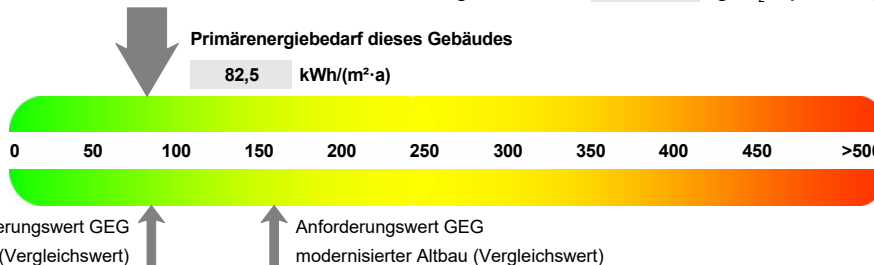 Primärenergiebedarf dieses Gebäudes
82,5 kWh/(m²·a)
0 50 100 150 200 250 300 350 400 450 >500
erungswert GEG
Anforderungswert GEG
(Vergleichswert)
modernisierter Altbau (Vergleichswert)